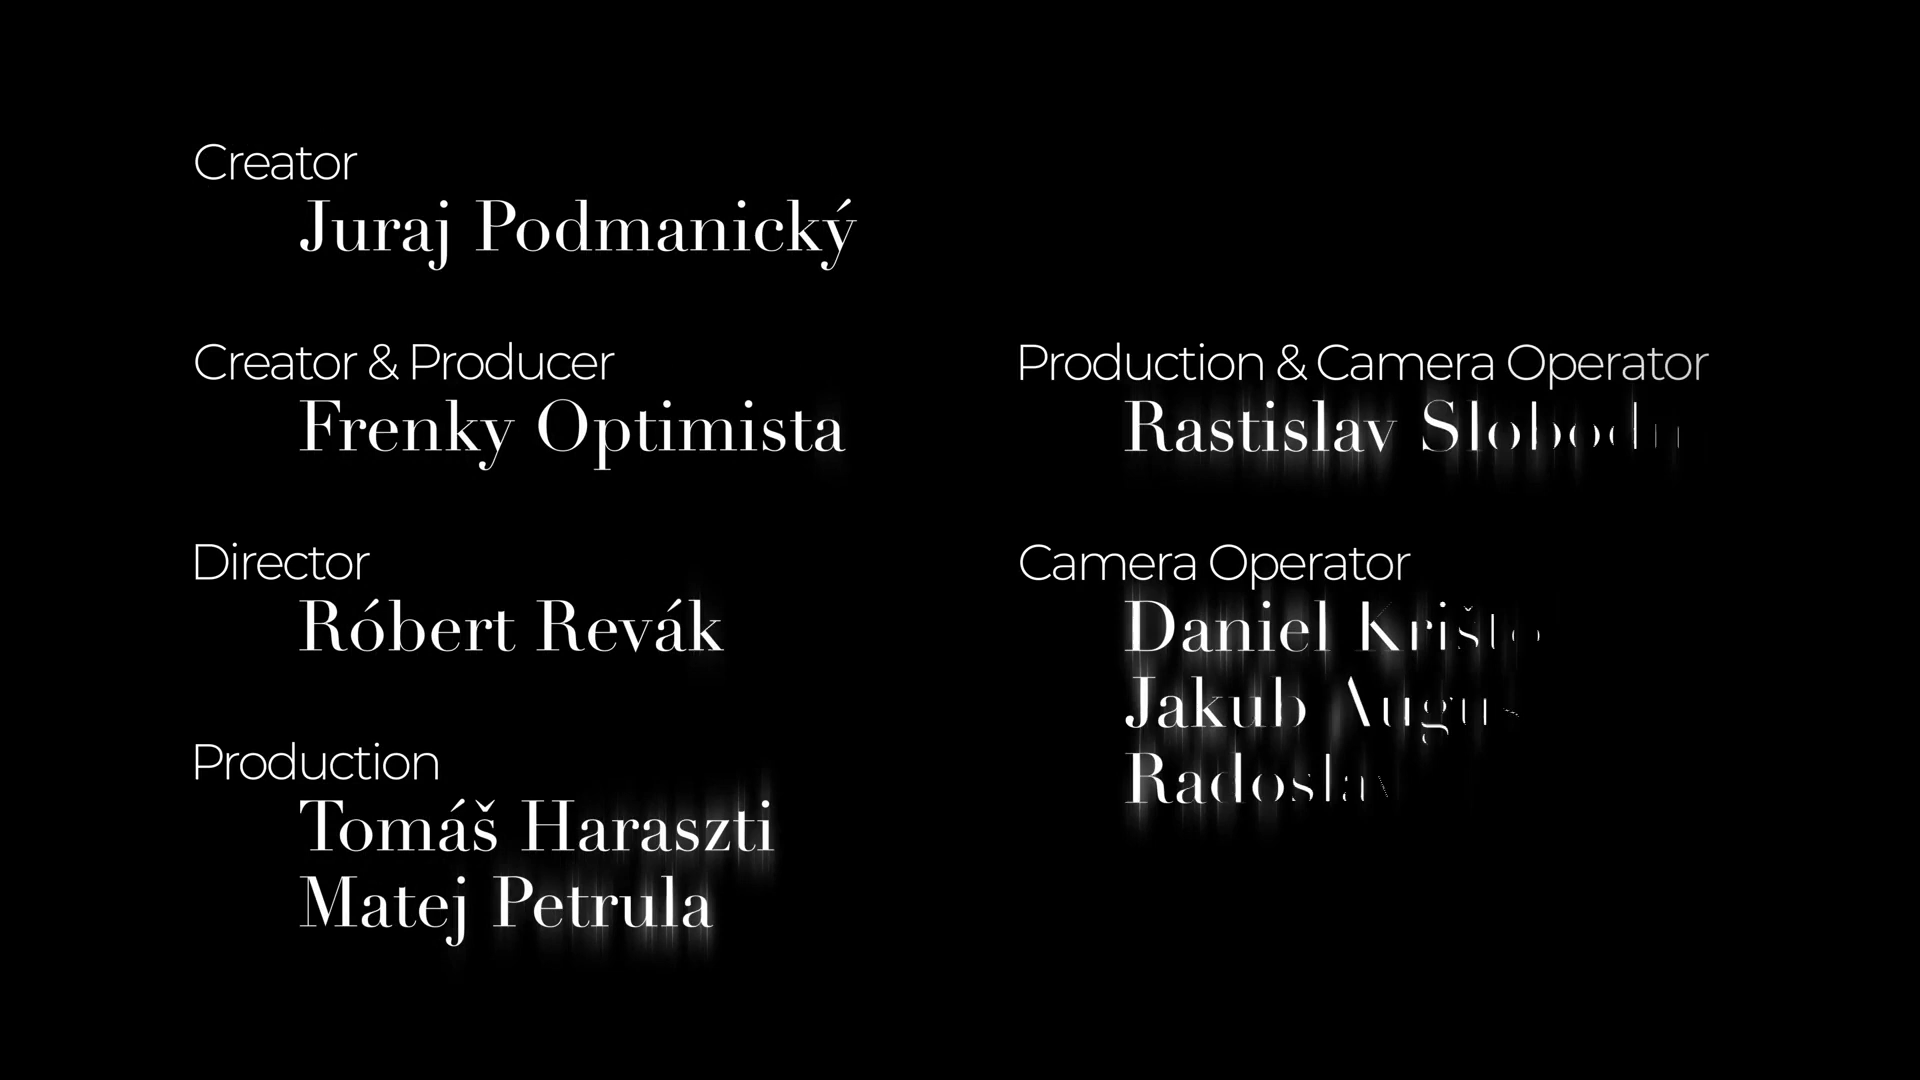 Creator
Juraj Podmanický
Creator & Producer
Frenky Optimista
Director
Róbert Revák
Production
Tomáš Haraszti
Matej Petrula
Production & Camera Operator
Rastislav
Camera Operator
Daniel
Jakub
Radoslav